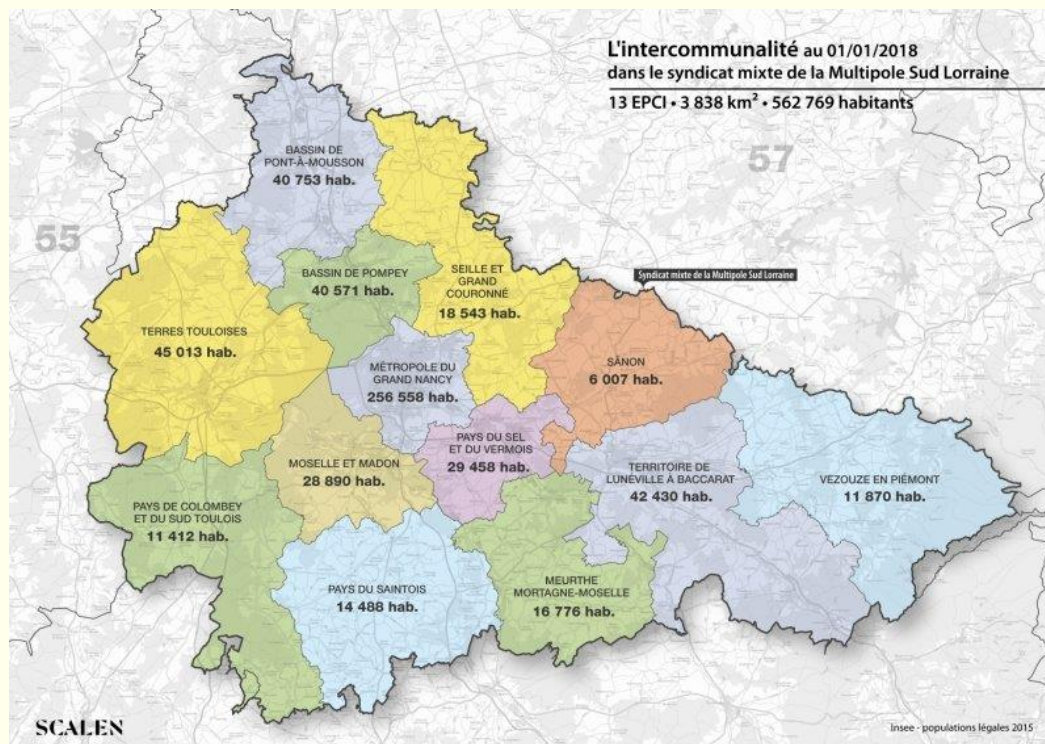 L'intercommunalité au 01/01/2018
dans le syndicat mixte de la Multipole Sud Lorraine
13 EPCI • 3 838 km² • 562 769 habitants
57
55
BASSIN DE
PONT-À-MOUSSON
40 753 hab.
BASSIN DE POMPEY
40 571 hab.
SEILLE ET
GRAND
COURONNÉ
18 543 hab.
Syndicat mixte de la Multipole Sud Lorraine
TERRES TOULOISES
45 013 hab.
MÉTROPOLE DU
GRAND NANCY
256 558 hab.
SÂNON
6 007 hab.
PAYS DU SEL
ET DU VERMOIS
29 458 hab.
MOSELLE ET MADON
28 890 hab.
TERRITOIRE DE
LUNÉVILLE À BACCARAT
42 430 hab.
VEZOUZE EN PIÉMONT
11 870 hab.
PAYS DE COLOMBEY
ET DU SUD TOULOIS
11 412 hab.
PAYS DU SAINTOIS
14 488 hab.
MEURTHE
MORTAGNE-MOSELLE
16 776 hab.
SCALEN
Insee - populations légales 2015